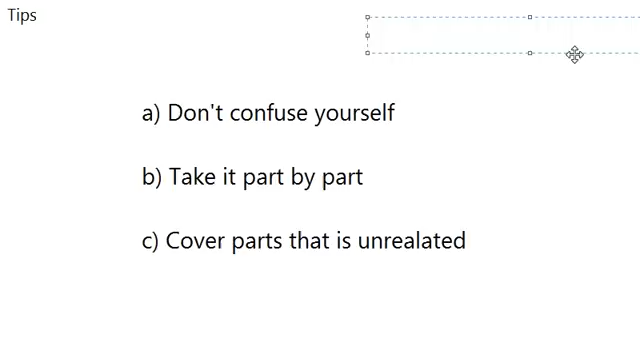 Tips
a) Don't confuse yourself
b) Take it part by part
c) Cover parts that is unrealated